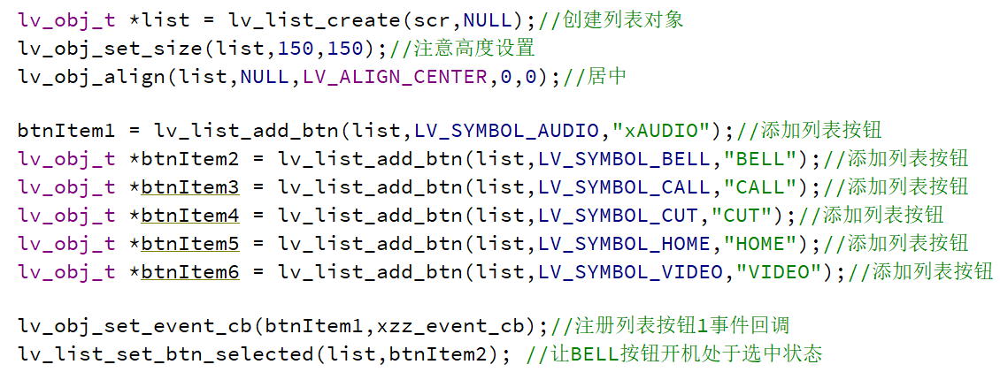 lv_obj_t *list = lv_list_create(scr,NULL);//创建列表对象
lv_obj_set_size(list,150,150);//注意高度设置
lv_obj_align(list,NULL,LV_ALIGN_CENTER,0,0);//居中
btnItem1 = lv_list_add_btn(list,LV_SYMBOL_AUDIO,"xAUDIO");//添加列表按钮
lv_obj_t *btnItem2 = lv_list_add_btn(list,LV_SYMBOL_BELL,"BELL");//添加列表按钮
lv_obj_t *btnItem3 = lv_list_add_btn(list,LV_SYMBOL_CALL,"CALL");//添加列表按钮
lv_obj_t *btnItem4 = lv_list_add_btn(list,LV_SYMBOL_CUT,"CUT");//添加列表按钮
lv_obj_t *btnItem5 = lv_list_add_btn(list,LV_SYMBOL_HOME,"HOME");//添加列表按钮
lv_obj_t *btnItem6 = lv_list_add_btn(list,LV_SYMBOL_VIDEO,"VIDEO");//添加列表按钮
lv_obj_set_event_cb(btnItem1,xzz_event_cb);//注册列表按钮1事件回调
lv_list_set_btn_selected(list,btnItem2); //让BELL按钮开机处于选中状态